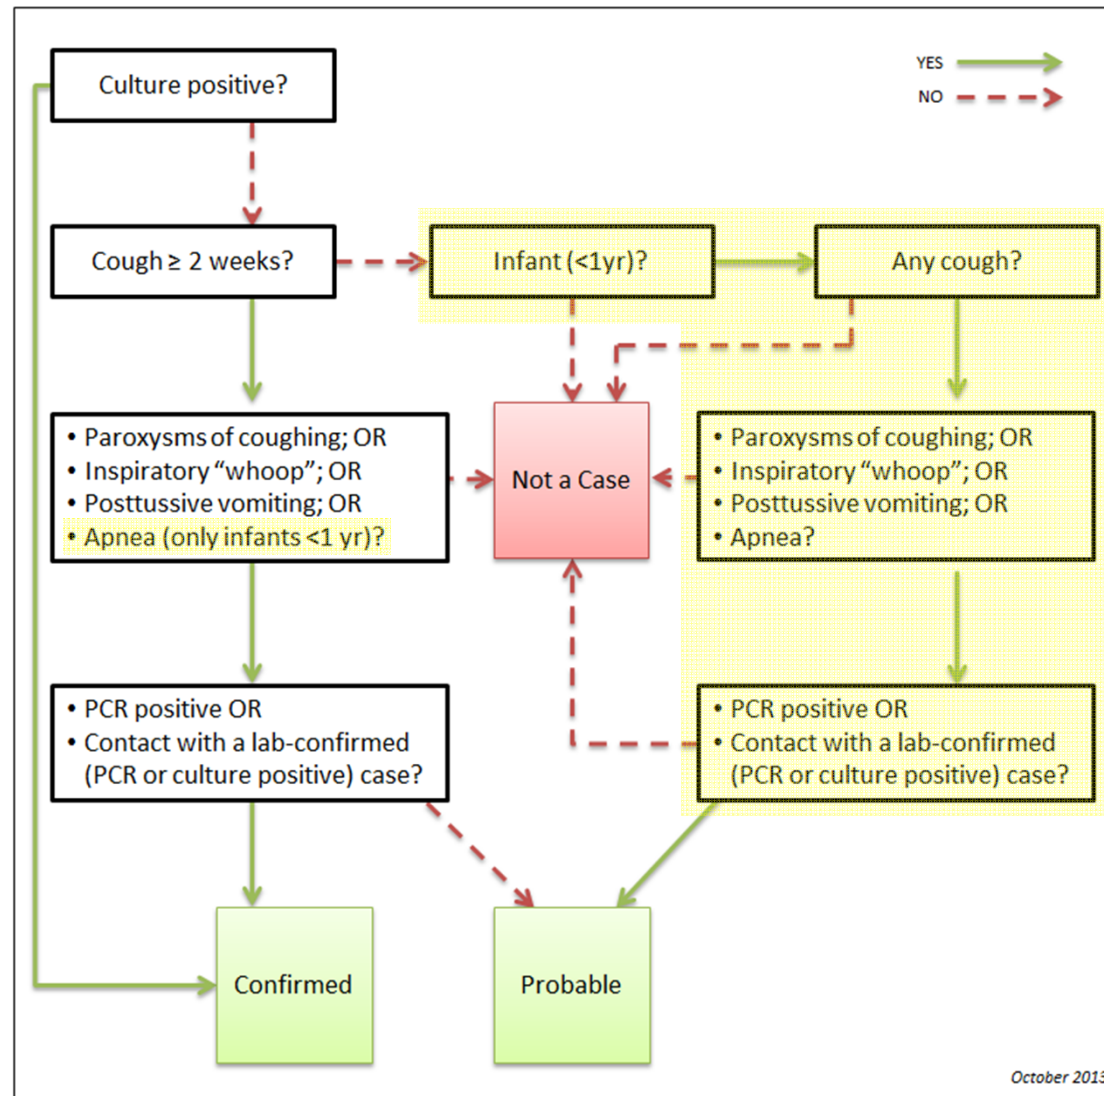 Culture positive?
YES
NO
Cough ≥ 2 weeks?
Infant (<1yr)?
Any cough?
• Paroxysms of coughing; OR
• Inspiratory “whoop”; OR
• Posttussive vomiting; OR
• Apnea (only infants <1 yr)?
Not a Case
• Paroxysms of coughing; OR
• Inspiratory “whoop”; OR
• Posttussive vomiting; OR
• Apnea?
• PCR positive OR
• Contact with a lab-confirmed
(PCR or culture positive) case?
• PCR positive OR
• Contact with a lab-confirmed
(PCR or culture positive) case?
Confirmed
Probable
October 2013